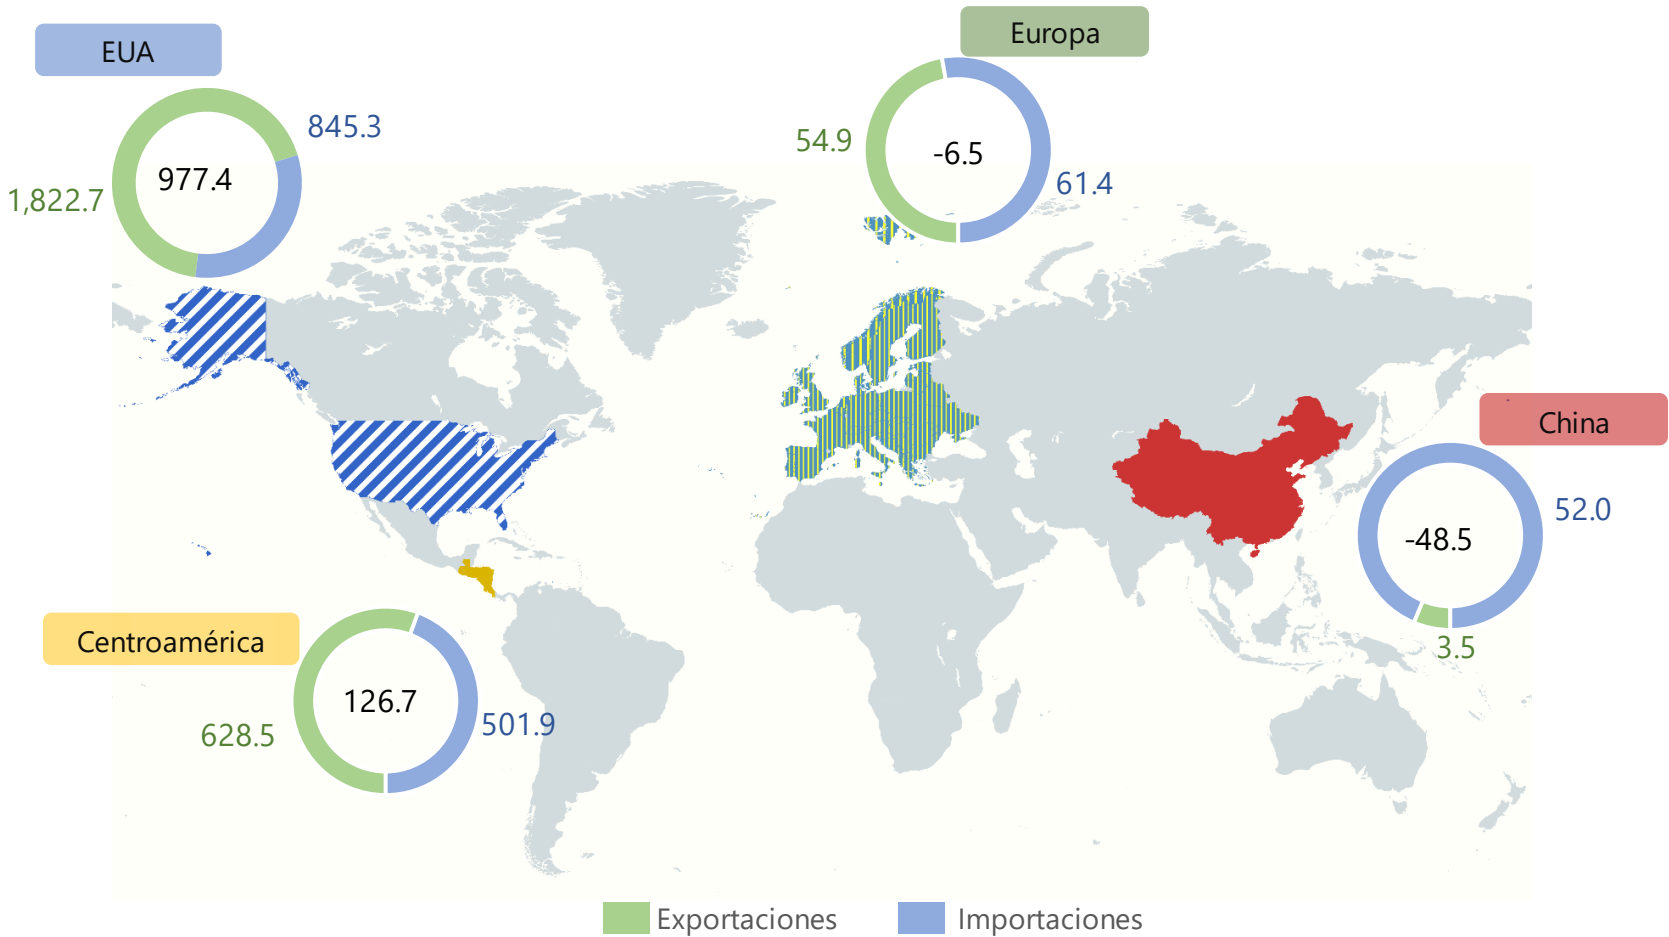 EUA
845.3
977.4
1,822.7
Europa
54.9
-6.5
61.4
China
52.0
-48.5
3.5
Centroamérica
126.7
628.5
501.9
Exportaciones
Importaciones